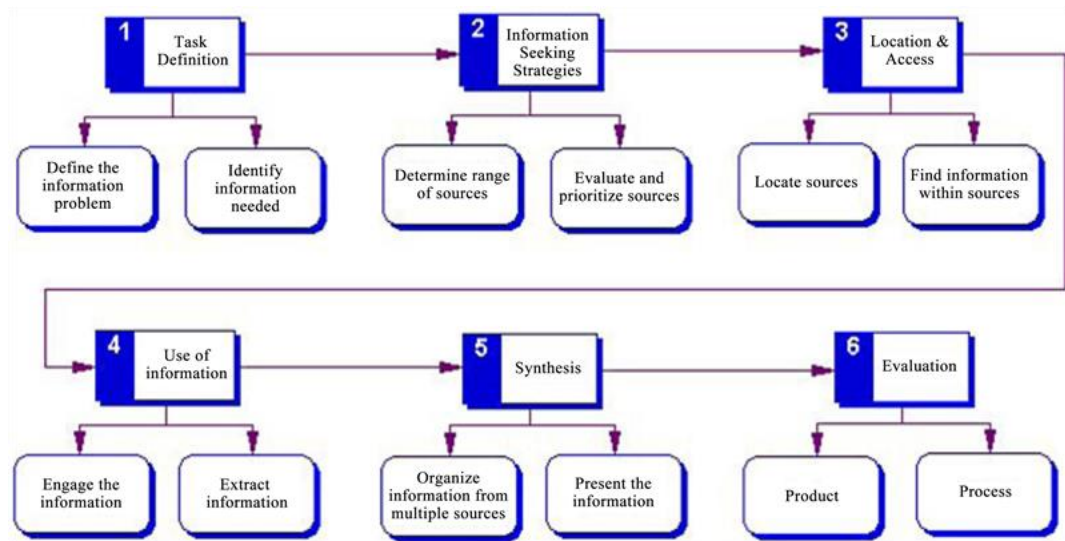 1
Task
Definition
2
Information
Seeking
Strategies
3
Location &
Access
Define the
information
problem
Identify
information
needed
Determine range
of sources
Evaluate and
prioritize sources
Locate sources
Find information
within sources
4
Use of
information
5
Synthesis
6
Evaluation
Engage the
information
Extract
information
Organize
information from
multiple sources
Present the
information
Product
Process